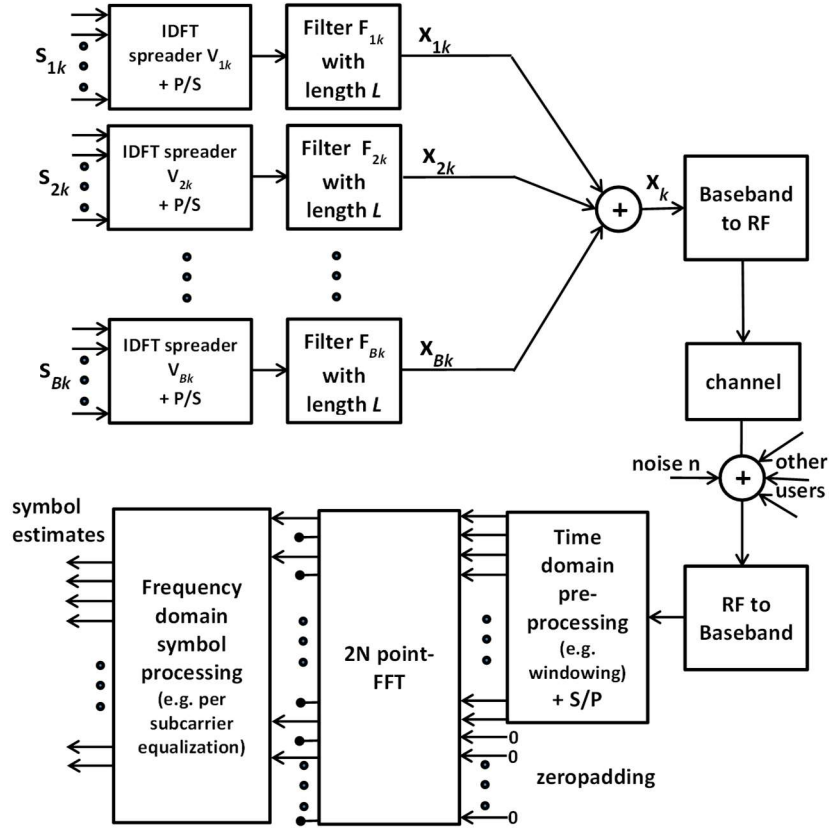 S1k
IDFT
spreader V1k
+ P/S
Filter F1k
with
length L
X1k
S2k
IDFT spreader
V2k
+ P/S
Filter F2k
with
length L
X2k
+
Xk
Baseband
to RF
SBk
IDFT spreader
VBk
+ P/S
Filter FBk
with
length L
XBk
channel
noise n
+
other
users
symbol
estimates
Frequency
domain
symbol
processing
(e.g. per
subcarrier
equalization)
2N point-
FFT
Time
domain
pre-
processing
(e.g.
windowing)
+ S/P
RF to
Baseband
0
0
0
zeropadding